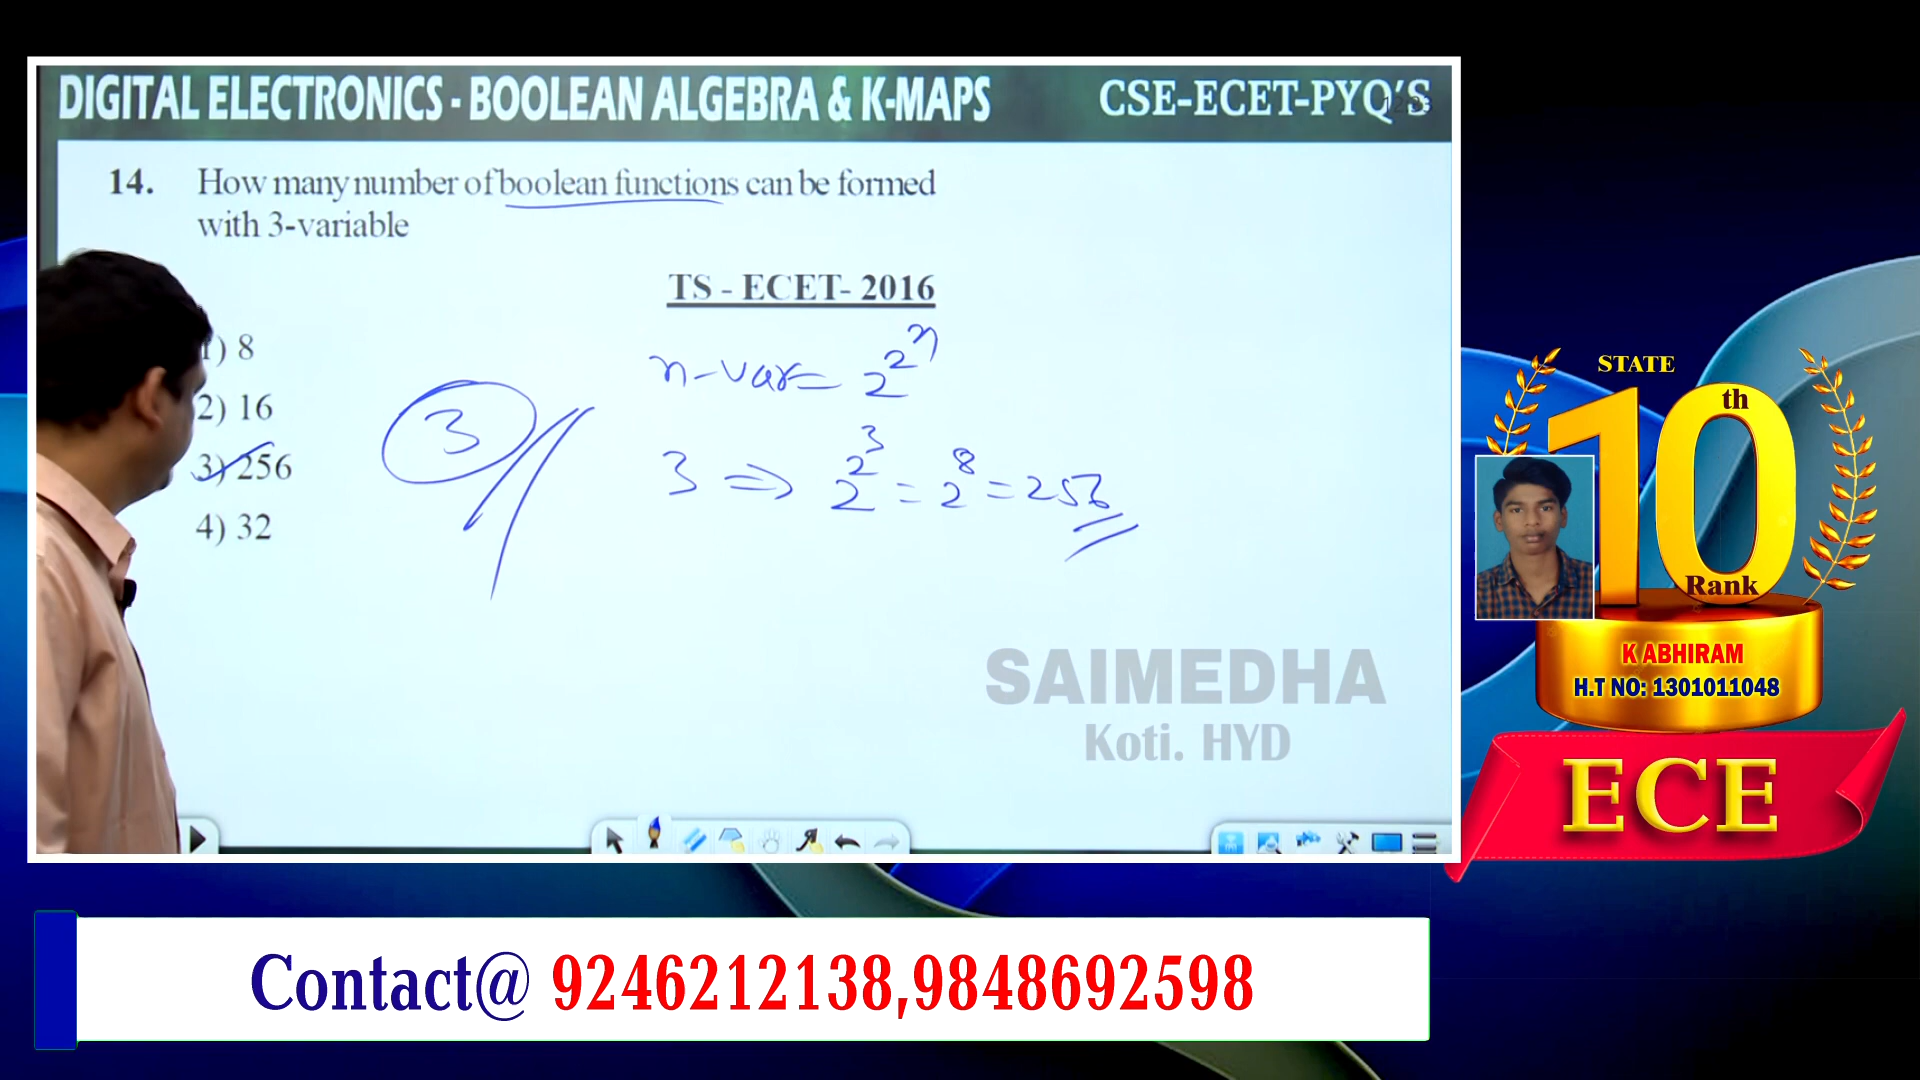 DIGITAL ELECTRONICS - BOOLEAN ALGEBRA & K-MAPS
CSE-ECET-PYQ'S
14. How many number of boolean functions can be formed
with 3-variable
TS - ECET- 2016
1) 8
2) 16
3) 256
4) 32
3
n-var = 2^2^n
3 ⇒ 2^2^3 = 2^8 = 256
SAIMEDHA
Koti. HYD
STATE
10th
Rank
K ABHIRAM
H.T NO: 1301011048
ECE
Contact@ 9246212138,9848692598